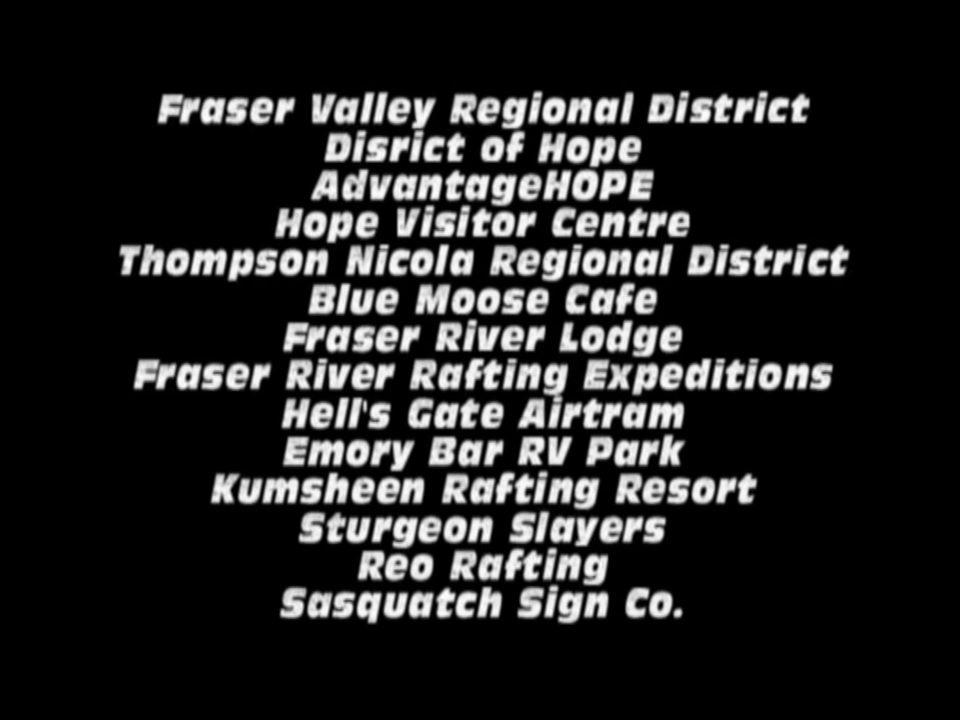 Fraser Valley Regional District
Disrict of Hope
AdvantageHOPE
Hope Visitor Centre
Thompson Nicola Regional District
Blue Moose Cafe
Fraser River Lodge
Fraser River Rafting Expeditions
Hell's Gate Airtram
Emory Bar RV Park
Kumsheen Rafting Resort
Sturgeon Slayers
Reo Rafting
Sasquatch Sign Co.